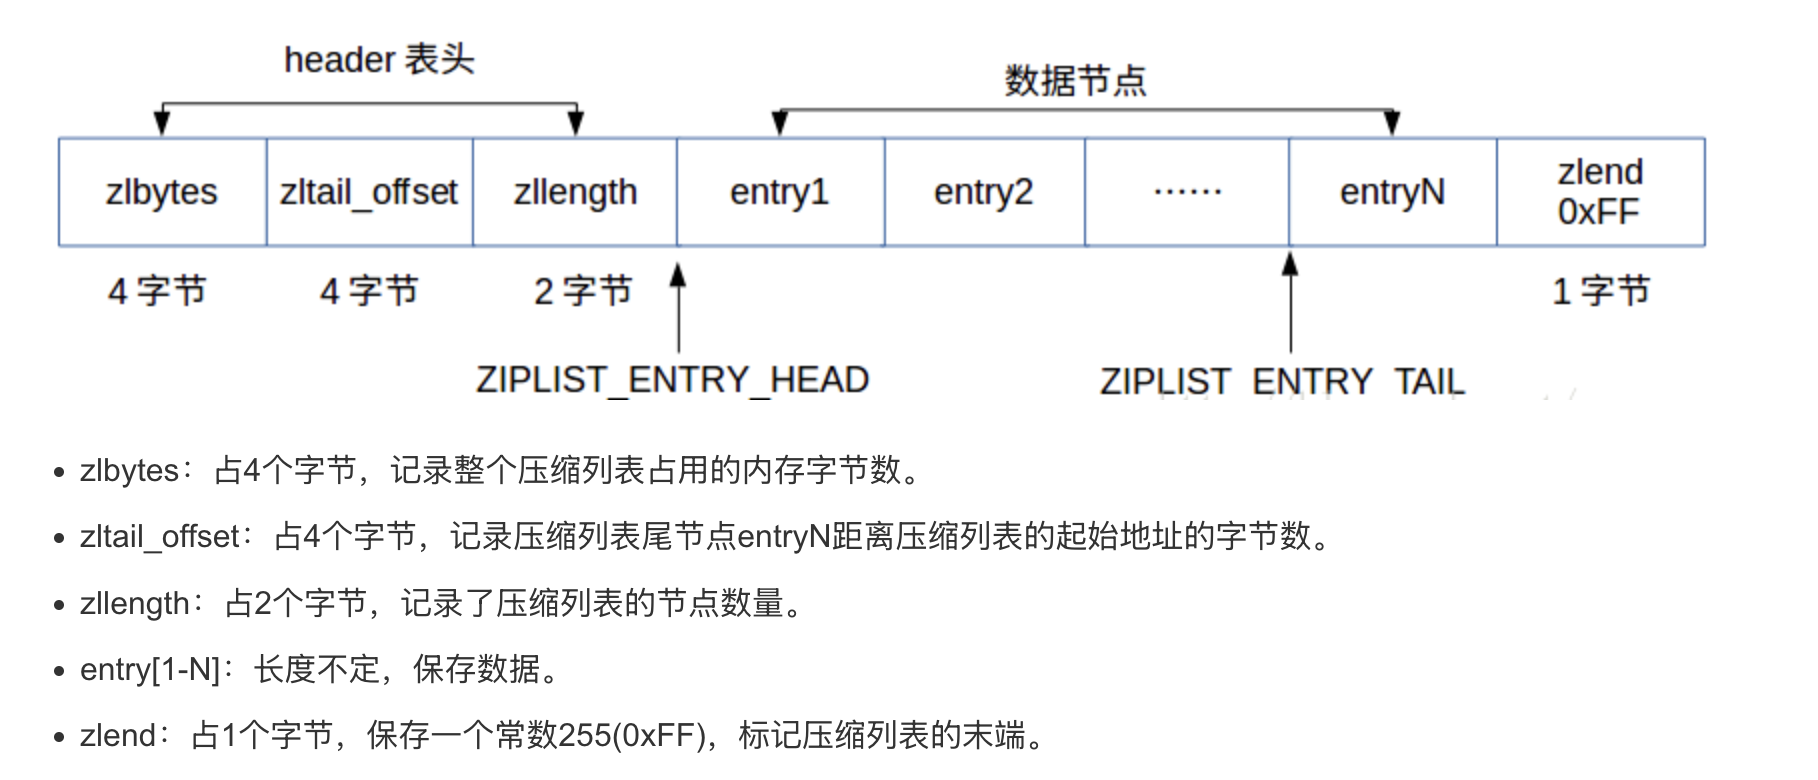 header 表头
数据节点
zlbytes
zltail_offset
zllength
entry1
entry2
······
entryN
zlend
0xFF
4 字节
4 字节
2 字节
1 字节
ZIPLIST_ENTRY_HEAD
ZIPLIST_ENTRY_TAIL
• zlbytes：占4个字节，记录整个压缩列表占用的内存字节数。
• zltail_offset：占4个字节，记录压缩列表尾节点entryN距离压缩列表的起始地址的字节数。
• zllength：占2个字节，记录了压缩列表的节点数量。
• entry[1-N]：长度不定，保存数据。
• zlend：占1个字节，保存一个常数255(0xFF)，标记压缩列表的末端。